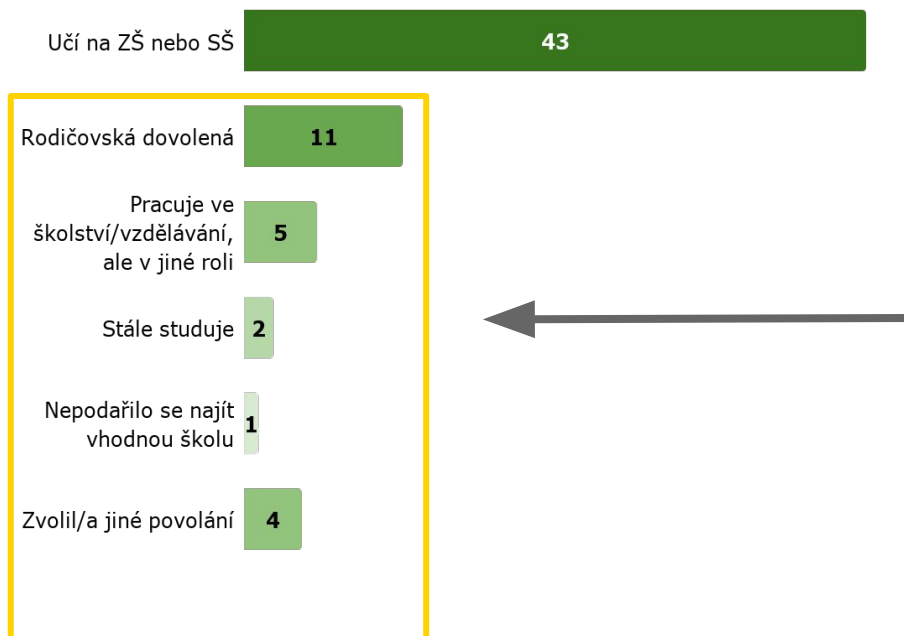 Učí na ZŠ nebo SŠ
43
Rodičovská dovolená
11
Pracuje ve
školství/vzdělávání,
ale v jiné roli
5
Stále studuje
2
Nepodařilo se najít
vhodnou školu
1
Zvolil/a jiné povolání
4